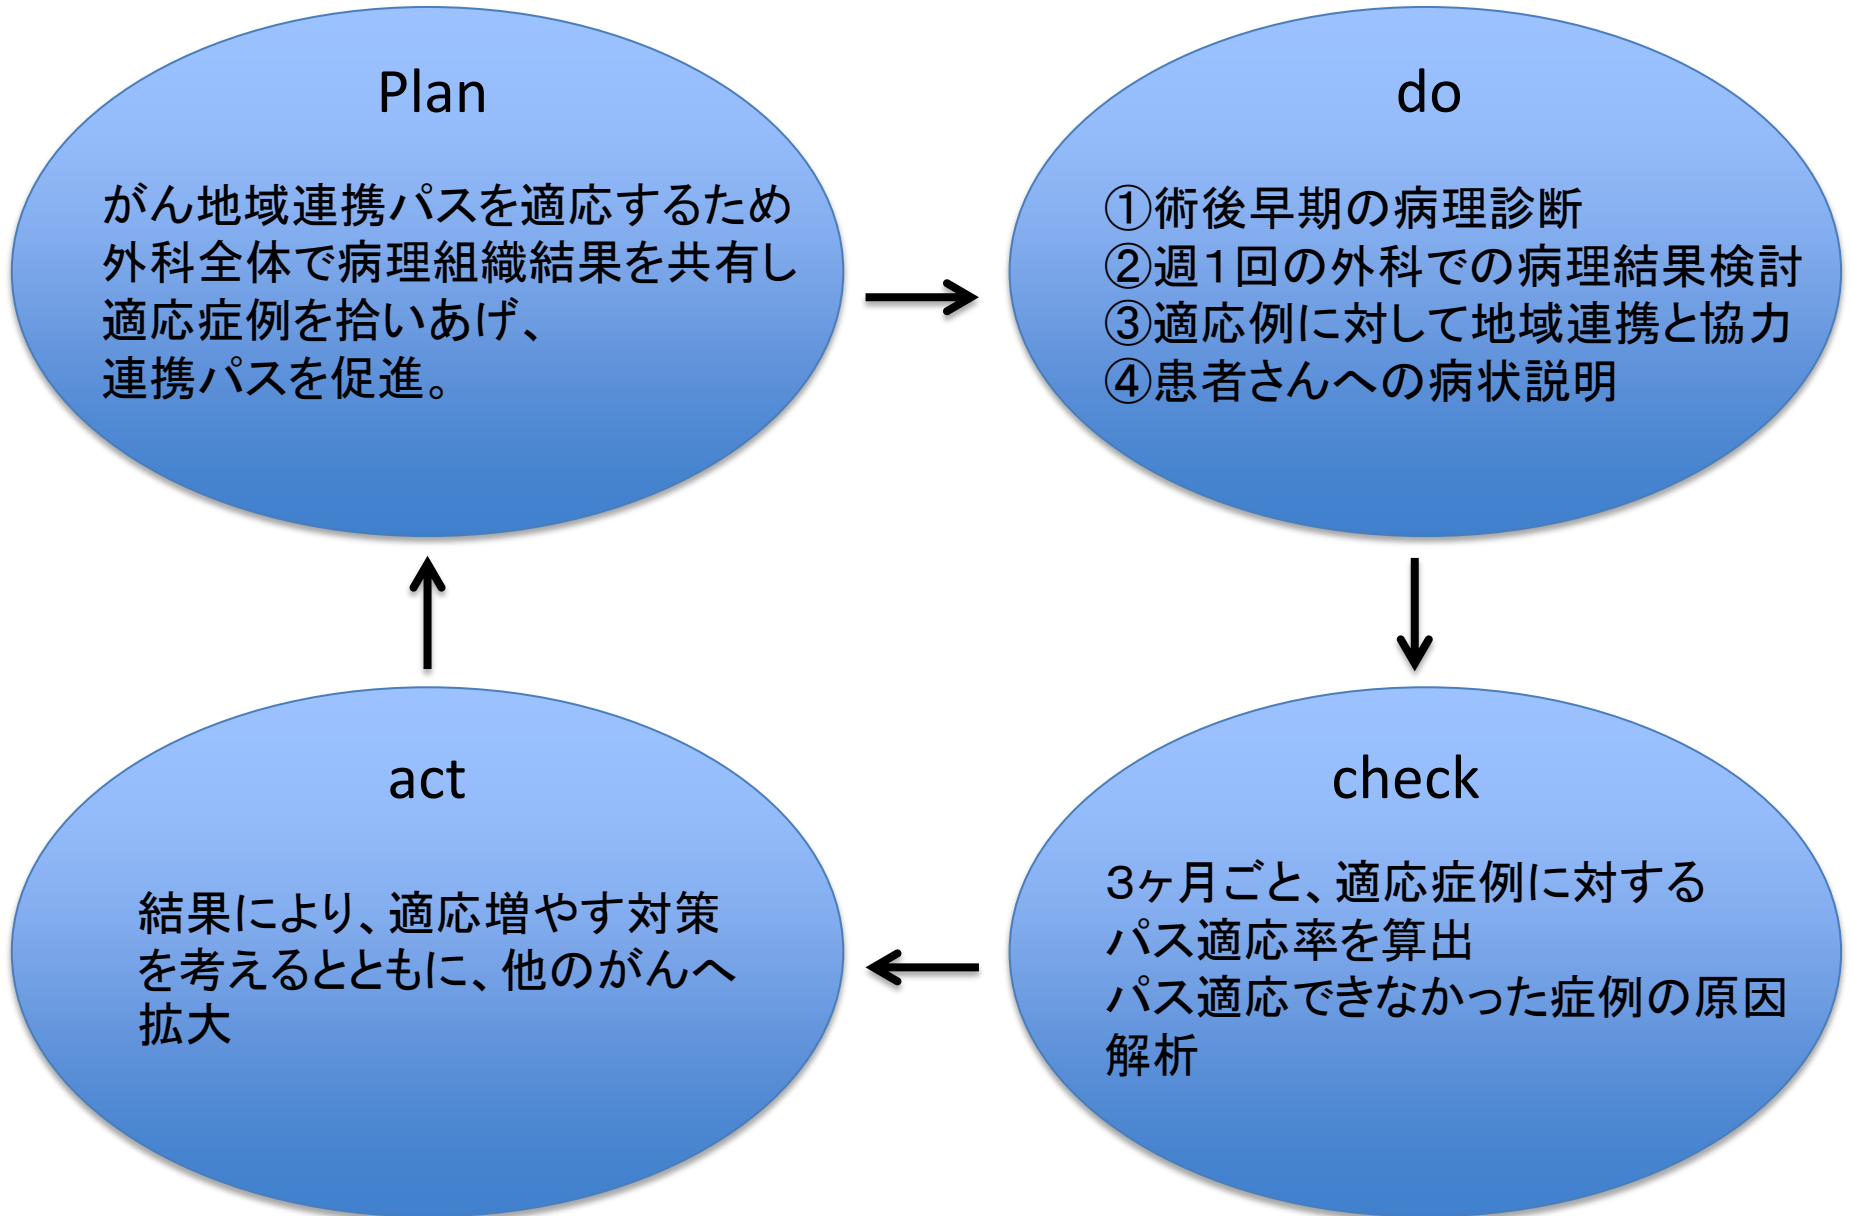 Plan
がん地域連携パスを適応するため
外科全体で病理組織結果を共有し
適応症例を拾いあげ、
連携パスを促進。
do
①術後早期の病理診断
②週１回の外科での病理結果検討
③適応例に対して地域連携と協力
④患者さんへの病状説明
act
結果により、適応増やす対策
を考えるとともに、他のがんへ
拡大
check
３ヶ月ごと、適応症例に対する
パス適応率を算出
パス適応できなかった症例の原因
解析